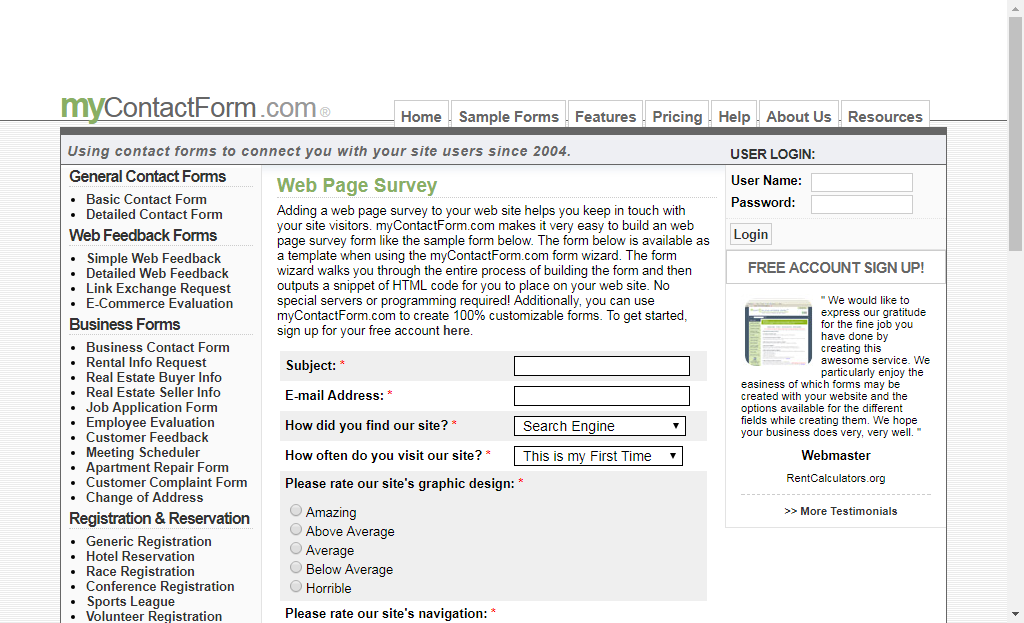 myContactForm.com®
Home
Sample Forms
Features
Pricing
Help
About Us
Resources
Using contact forms to connect you with your site users since 2004.
General Contact Forms
Basic Contact Form
Detailed Contact Form
Web Feedback Forms
Simple Web Feedback
Detailed Web Feedback
Link Exchange Request
E-Commerce Evaluation
Business Forms
Business Contact Form
Rental Info Request
Real Estate Buyer Info
Real Estate Seller Info
Job Application Form
Employee Evaluation
Customer Feedback
Meeting Scheduler
Apartment Repair Form
Customer Complaint Form
Change of Address
Registration & Reservation
Generic Registration
Hotel Reservation
Race Registration
Conference Registration
Sports League
Volunteer Registration
Web Page Survey
Adding a web page survey to your web site helps you keep in touch with
your site visitors. myContactForm.com makes it very easy to build an web
page survey form like the sample form below. The form below is available as
a template when using the myContactForm.com form wizard. The form
wizard walks you through the entire process of building the form and then
outputs a snippet of HTML code for you to place on your web site. No
special servers or programming required! Additionally, you can use
myContactForm.com to create 100% customizable forms. To get started,
sign up for your free account here.
Subject: *
E-mail Address: *
How did you find our site? * Search Engine
How often do you visit our site? * This is my First Time
Please rate our site's graphic design: *
Amazing
Above Average
Average
Below Average
Horrible
Please rate our site's navigation: *
USER LOGIN:
User Name:
Password:
Login
FREE ACCOUNT SIGN UP!
" We would like to
express our gratitude
for the fine job you
have done by
creating this
awesome service. We
particularly enjoy the
easiness of which forms may be
created with your website and the
options available for the different
fields while creating them. We hope
your business does very, very well. "
Webmaster
RentCalculators.org
>> More Testimonials